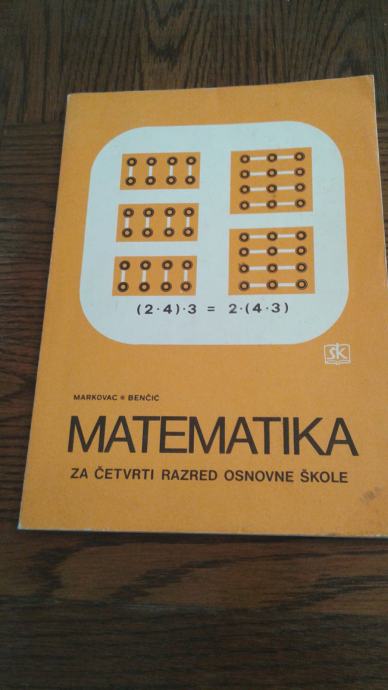 (2·4)·3 = 2·(4·3)
ŠK
MARKOVAC • BENČIĆ
MATEMATIKA
ZA ČETVRTI RAZRED OSNOVNE ŠKOLE